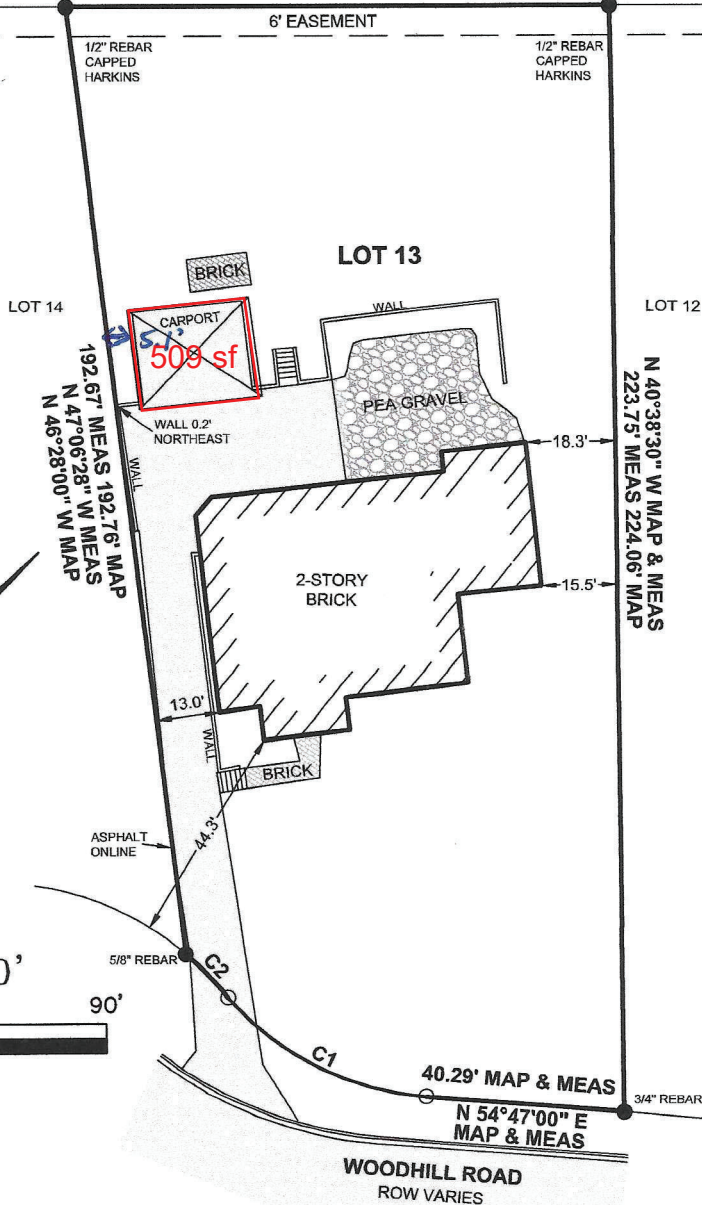 6' EASEMENT
1/2" REBAR
CAPPED
HARKINS
1/2" REBAR
CAPPED
HARKINS
LOT 13
BRICK
LOT 14
LOT 12
CARPORT
WALL
5.1'
509 sf
PEA GRAVEL
WALL 0.2'
NORTHEAST
WALL
192.67' MEAS 192.76' MAP
N 47°06'28" W MEAS
N 46°28'00" W MAP
18.3'
N 40°38'30" W MAP & MEAS
223.75' MEAS 224.06' MAP
2-STORY
BRICK
15.5'
13.0'
WALL
BRICK
44.3'
ASPHALT
ONLINE
5/8" REBAR
C2
0'
90'
C1
40.29' MAP & MEAS
3/4" REBAR
N 54°47'00" E
MAP & MEAS
WOODHILL ROAD
ROW VARIES